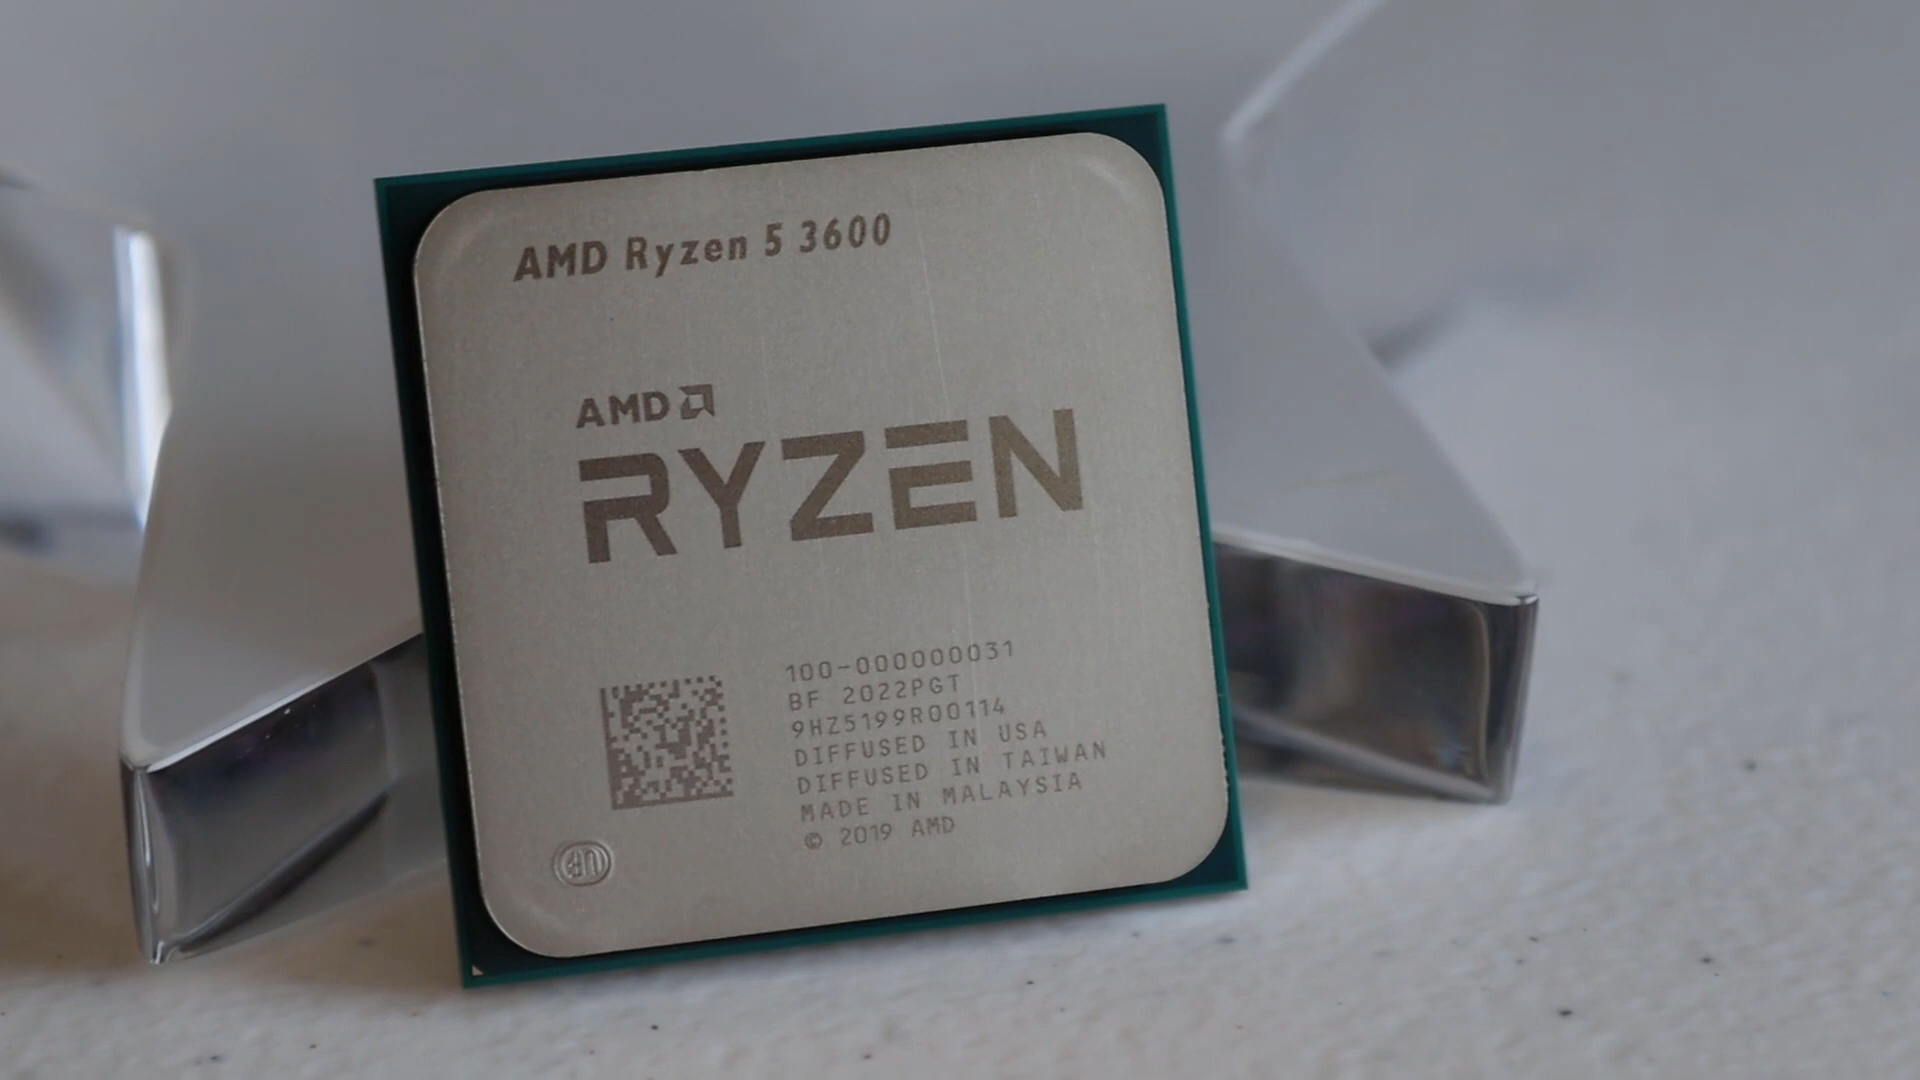 AMD Ryzen 5 3600
AMD
RYZEN
100-000000031
BF 2022PGT
9HZ5199R00114
DIFFUSED IN USA
DIFFUSED IN TAIWAN
MADE IN MALAYSIA
© 2019 AMD